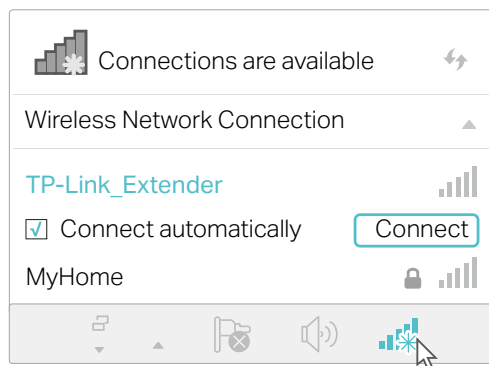 Connections are available
Wireless Network Connection
TP-Link_Extender
Connect automatically Connect
MyHome